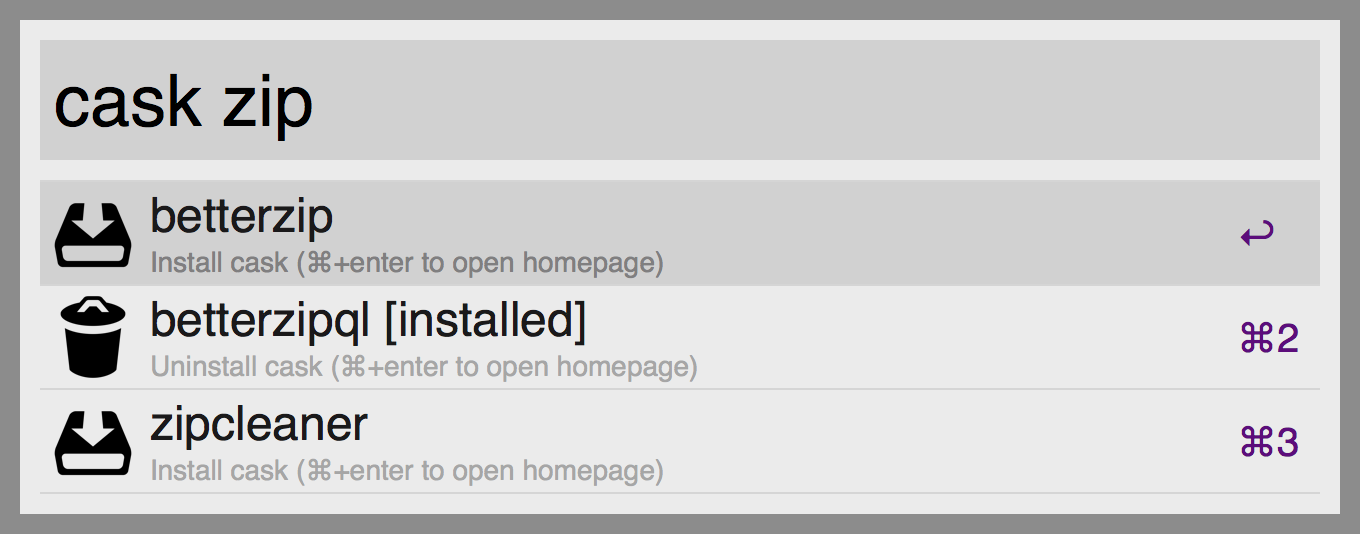 cask zip
betterzip
Install cask (⌘+enter to open homepage)
↩
betterzipql [installed]
Uninstall cask (⌘+enter to open homepage)
⌘2
zipcleaner
Install cask (⌘+enter to open homepage)
⌘3